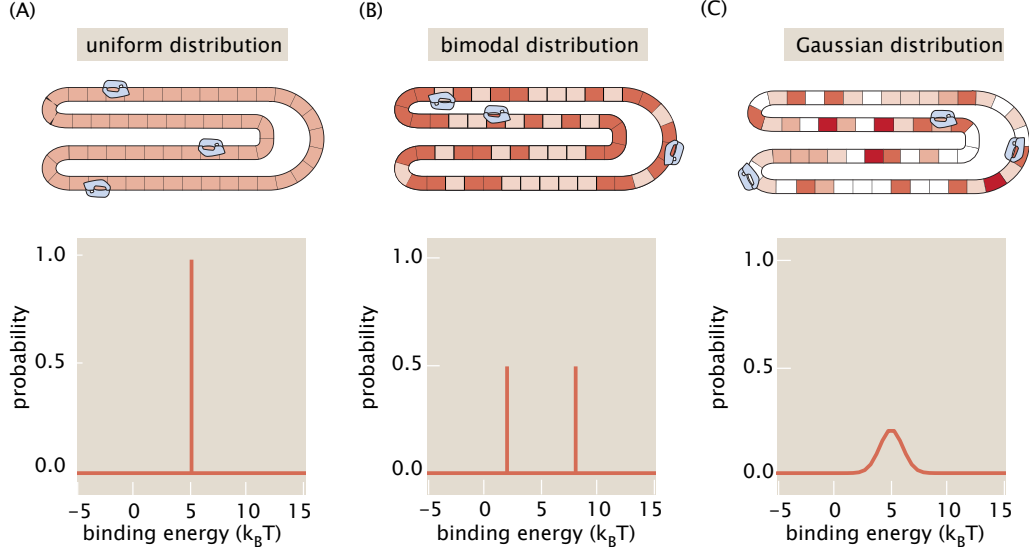 (A)
uniform distribution
1.0
0.5
0.0
probability
−5 0 5 10 15
binding energy (kBT)
(B)
bimodal distribution
1.0
0.5
0.0
probability
−5 0 5 10 15
binding energy (kBT)
(C)
Gaussian distribution
1.0
0.5
0.0
probability
−5 0 5 10 15
binding energy (kBT)